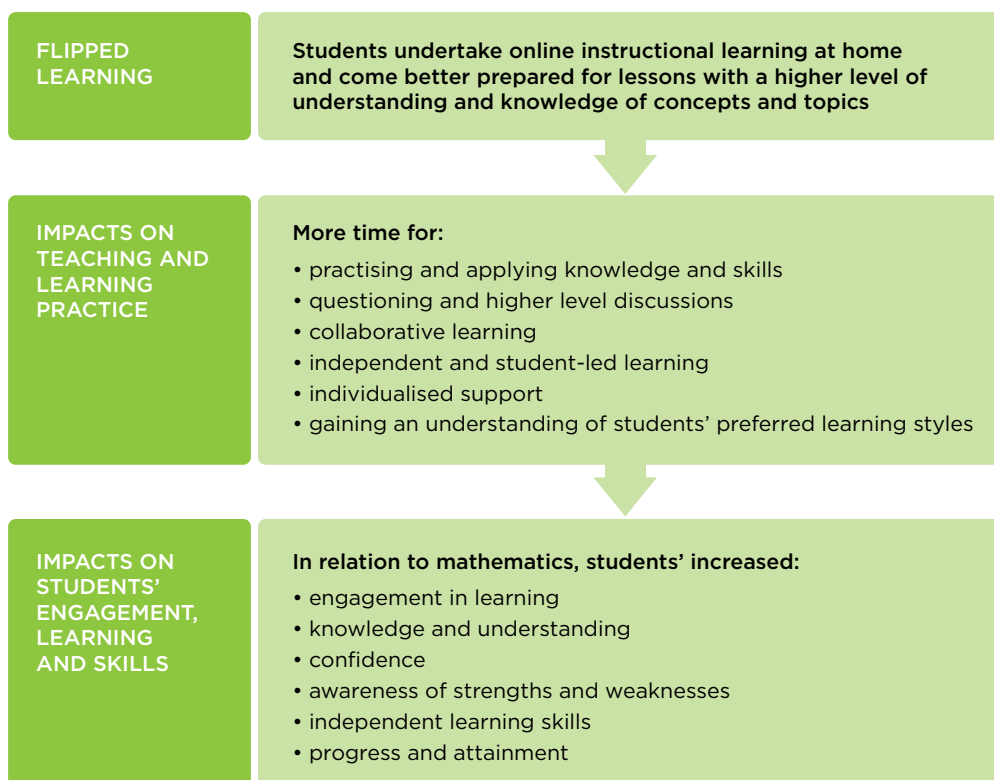 FLIPPED
LEARNING
Students undertake online instructional learning at home
and come better prepared for lessons with a higher level of
understanding and knowledge of concepts and topics
IMPACTS ON
TEACHING AND
LEARNING
PRACTICE
More time for:
• practising and applying knowledge and skills
• questioning and higher level discussions
• collaborative learning
• independent and student-led learning
• individualised support
• gaining an understanding of students’ preferred learning styles
IMPACTS ON
STUDENTS’
ENGAGEMENT,
LEARNING
AND SKILLS
In relation to mathematics, students’ increased:
• engagement in learning
• knowledge and understanding
• confidence
• awareness of strengths and weaknesses
• independent learning skills
• progress and attainment